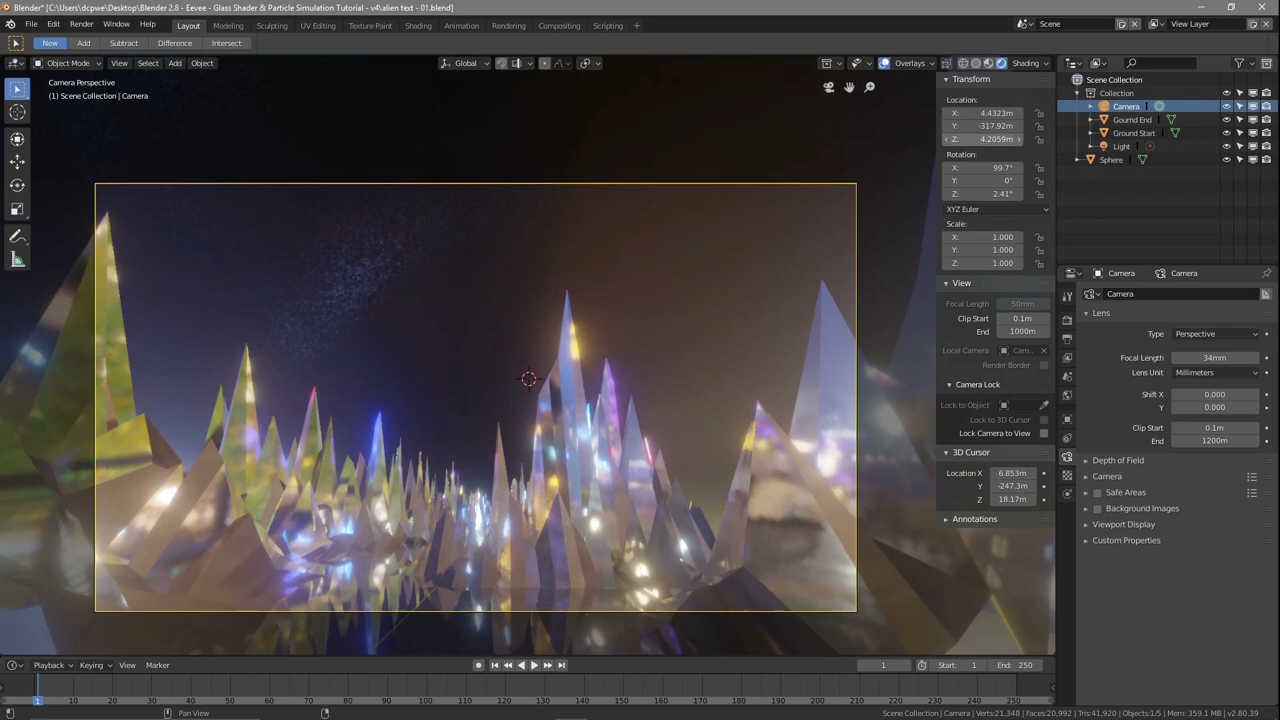 Blender* [C:\Users\dcpwe\Desktop\Blender 2.8 - Eevee - Glass Shader & Particle Simulation Tutorial - v4\alien text - 01.blend]
File Edit Render Window Help Layout Modeling Sculpting UV Editing Texture Paint Shading Animation Rendering Compositing Scripting + Scene View Layer
New Add Subtract Difference Intersect
Object Mode View Select Add Object Global Overlays Shading
Camera Perspective
(1) Scene Collection | Camera
Transform
Location:
X: 4.4323m
Y: -317.92m
Z: 4.2059m
Rotation:
X: 99.7°
Y: 0°
Z: 2.41°
XYZ Euler
Scale:
X: 1.000
Y: 1.000
Z: 1.000
View
Focal Length 50mm
Clip Start 0.1m
End 1000m
Local Camera Cam..
Render Border
Camera Lock
Lock to Object
Lock to 3D Cursor
Lock Camera to View
3D Cursor
Location X 6.853m
Y -247.3m
Z 18.17m
Annotations
Scene Collection
Collection
Camera
Gournd End
Ground Start
Light
Sphere
Camera Camera
Camera
Lens
Type Perspective
Focal Length 34mm
Lens Unit Millimeters
Shift X 0.000
Y 0.000
Clip Start 0.1m
End 1200m
Depth of Field
Camera
Safe Areas
Background Images
Viewport Display
Custom Properties
Playback Keying View Marker 1 Start: 1 End: 250
1 10 20 30 40 50 60 70 80 90 100 110 120 130 140 150 160 170 180 190 200 210 220 230 240 250
Pan View Scene Collection | Camera | Verts:21,348 | Faces:20,992 | Tris:41,920 | Objects:1/5 | Mem: 359.1 MB | v2.80.39